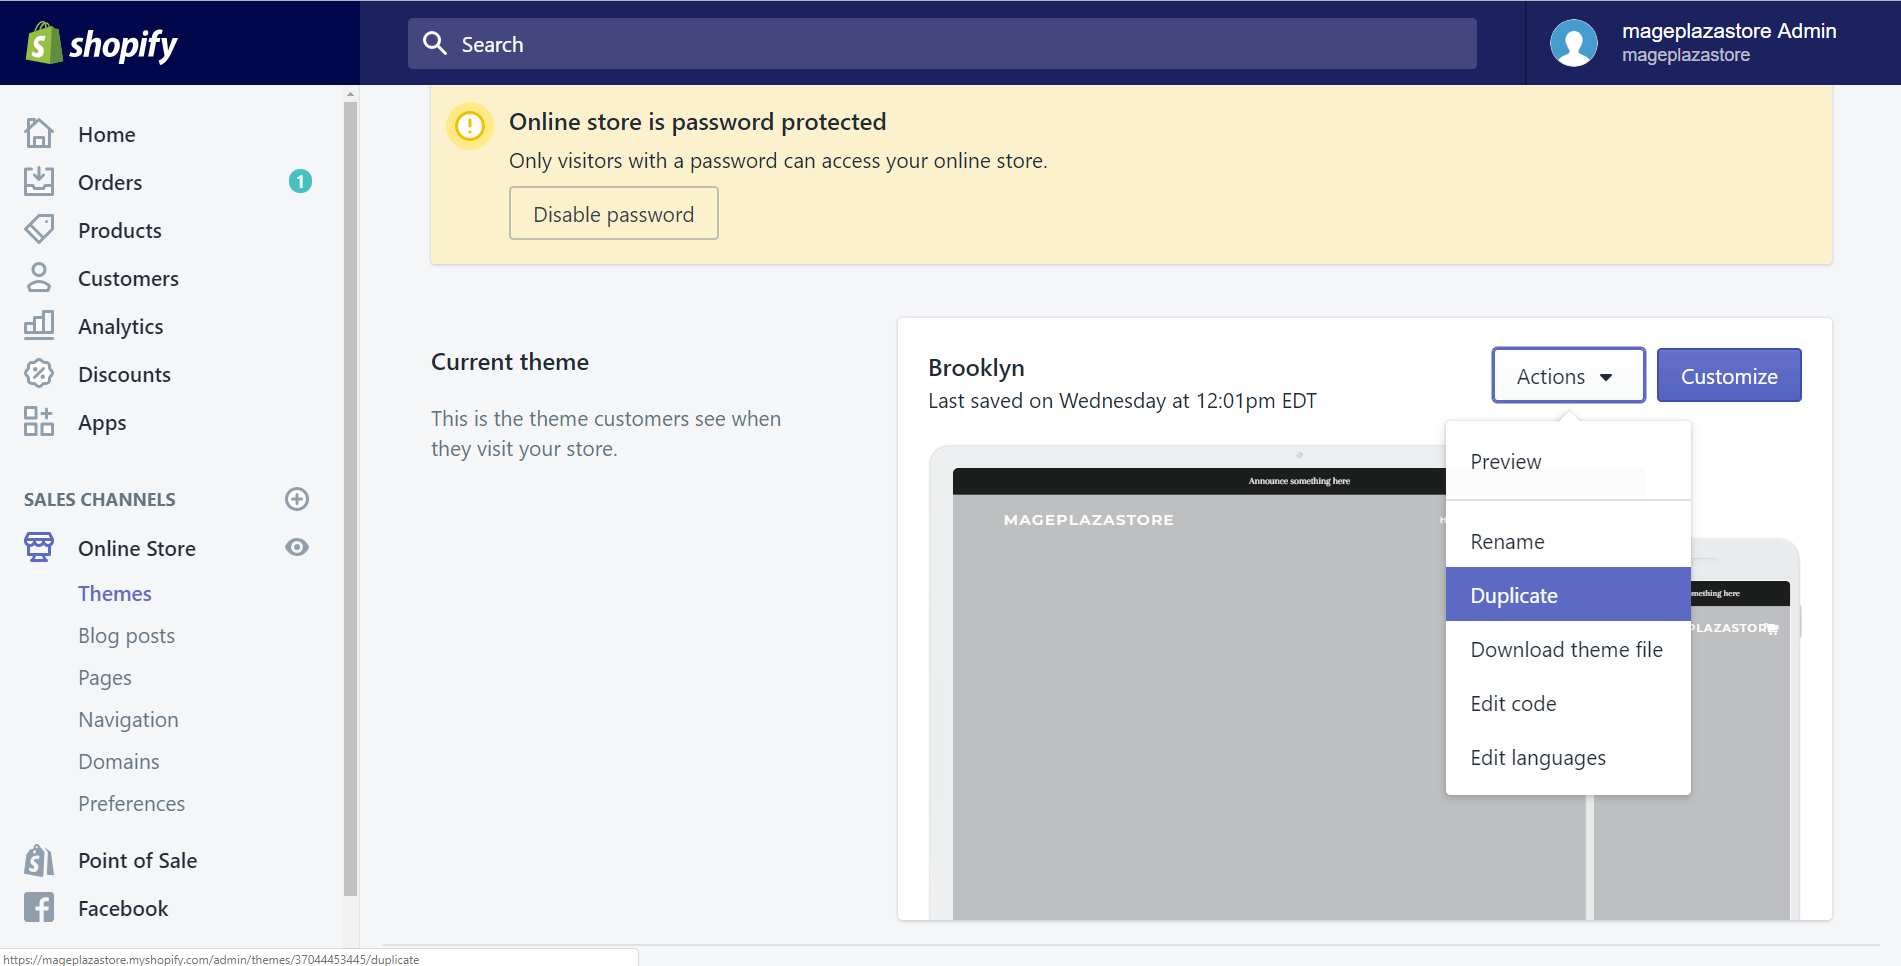 shopify
Search
mageplazastore Admin
mageplazastore
Home
Orders
1
Products
Customers
Analytics
Discounts
Apps
SALES CHANNELS
Online Store
Themes
Blog posts
Pages
Navigation
Domains
Preferences
Point of Sale
Facebook
Online store is password protected
Only visitors with a password can access your online store.
Disable password
Current theme
This is the theme customers see when
they visit your store.
Brooklyn
Last saved on Wednesday at 12:01pm EDT
Actions
Customize
Announce something here
MAGEPLAZASTORE
Preview
Rename
Duplicate
Download theme file
Edit code
Edit languages
https://mageplazastore.myshopify.com/admin/themes/37044453445/duplicate